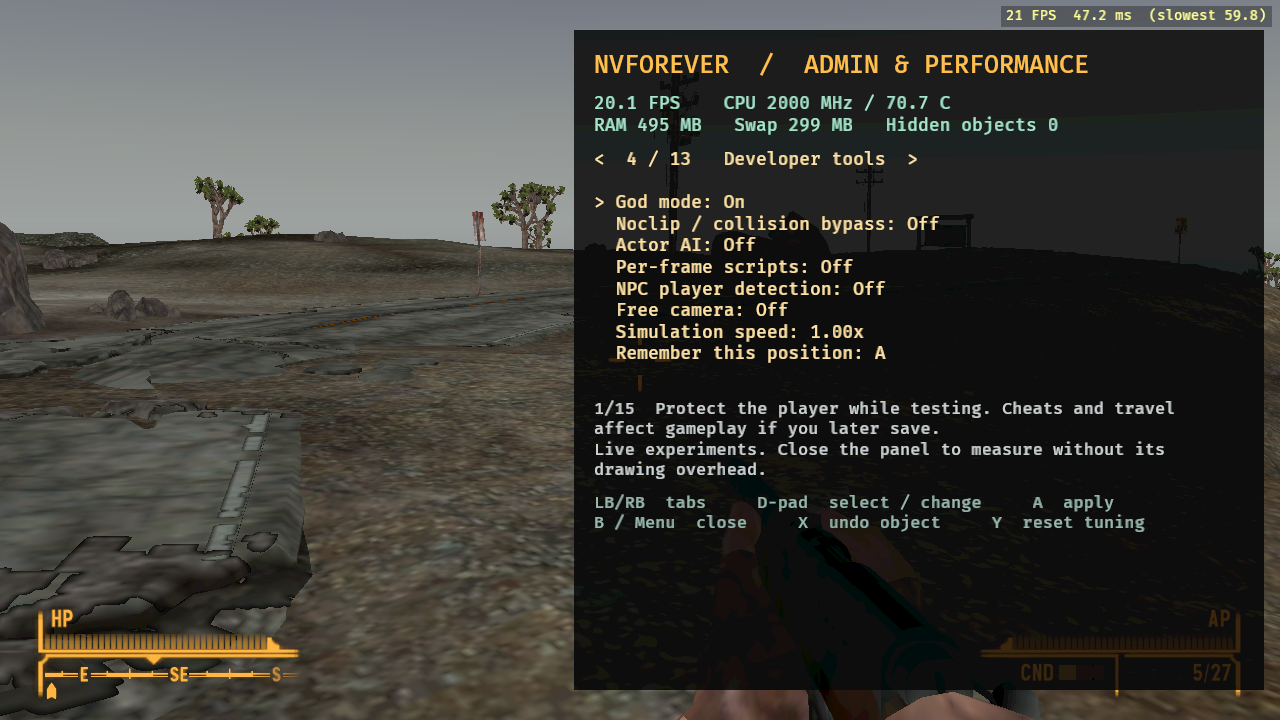 21 FPS  47.2 ms  (slowest 59.8)
NVFOREVER  /  ADMIN & PERFORMANCE
20.1 FPS    CPU 2000 MHz / 70.7 C
RAM 495 MB   Swap 299 MB   Hidden objects 0
<  4 / 13   Developer tools  >
> God mode: On
Noclip / collision bypass: Off
Actor AI: Off
Per-frame scripts: Off
NPC player detection: Off
Free camera: Off
Simulation speed: 1.00x
Remember this position: A
1/15  Protect the player while testing. Cheats and travel
affect gameplay if you later save.
Live experiments. Close the panel to measure without its
drawing overhead.
LB/RB  tabs     D-pad  select / change     A  apply
B / Menu  close     X  undo object     Y  reset tuning
HP
AP
E SE S
CND 5/27